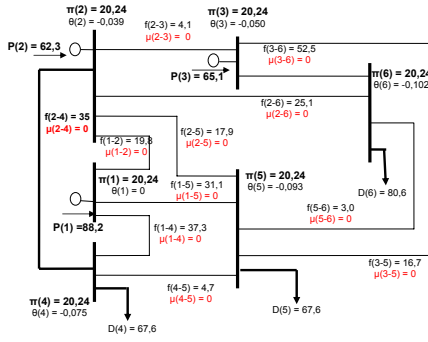 π(2) = 20,24
θ(2) = -0,039
π(3) = 20,24
θ(3) = -0,050
P(2) = 62,3
f(2-3) = 4,1
μ(2-3) = 0
f(3-6) = 52,5
μ(3-6) = 0
P(3) = 65,1
π(6) = 20,24
θ(6) = -0,102
f(2-6) = 25,1
μ(2-6) = 0
f(2-4) = 35
μ(2-4) = 0
f(1-2) = 19,8
μ(1-2) = 0
f(2-5) = 17,9
μ(2-5) = 0
π(1) = 20,24
θ(1) = 0
f(1-5) = 31,1
μ(1-5) = 0
π(5) = 20,24
θ(5) = -0,093
D(6) = 80,6
P(1) = 88,2
f(1-4) = 37,3
μ(1-4) = 0
f(5-6) = 3,0
μ(5-6) = 0
f(3-5) = 16,7
μ(3-5) = 0
f(4-5) = 4,7
μ(4-5) = 0
π(4) = 20,24
θ(4) = -0,075
D(4) = 67,6
D(5) = 67,6